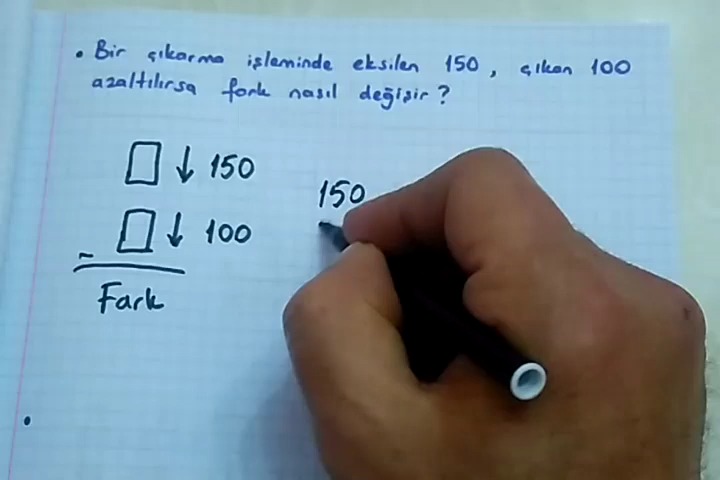 • Bir çıkarma işleminde eksilen 150, çıkan 100
azaltılırsa fark nasıl değişir?
↓ 150
150
- ↓ 100
Fark
•